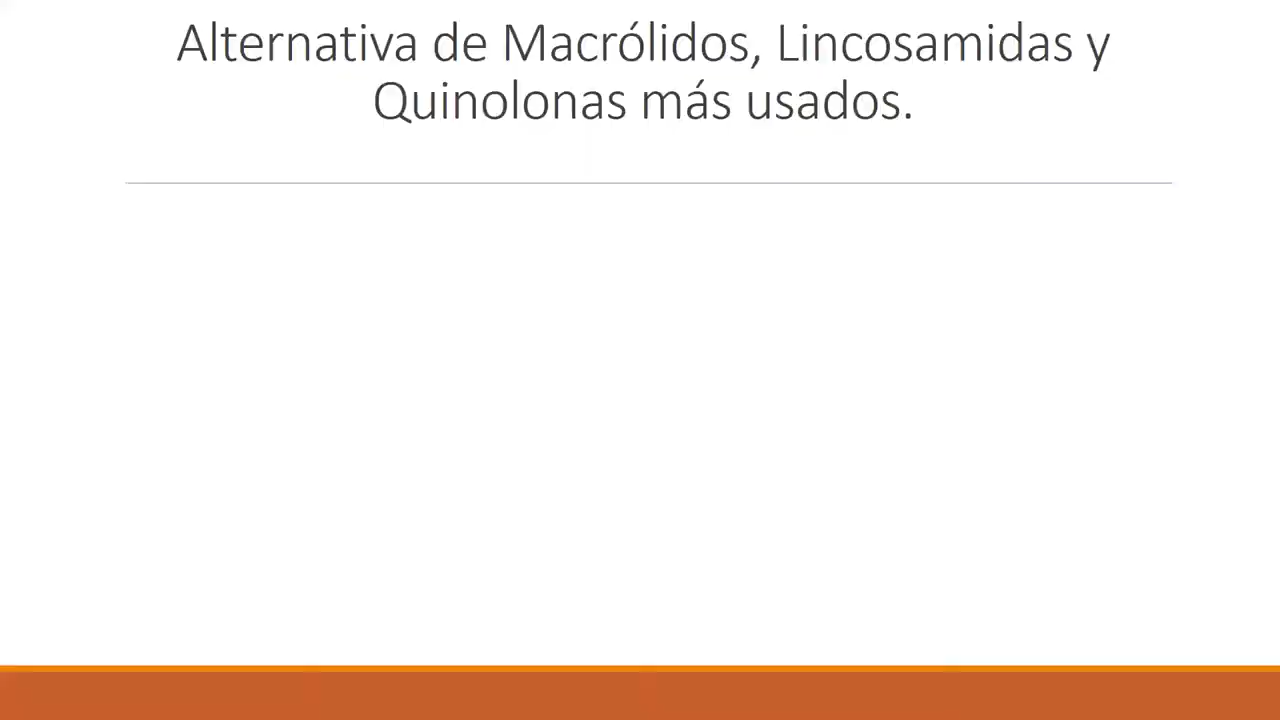 Alternativa de Macrólidos, Lincosamidas y
Quinolonas más usados.